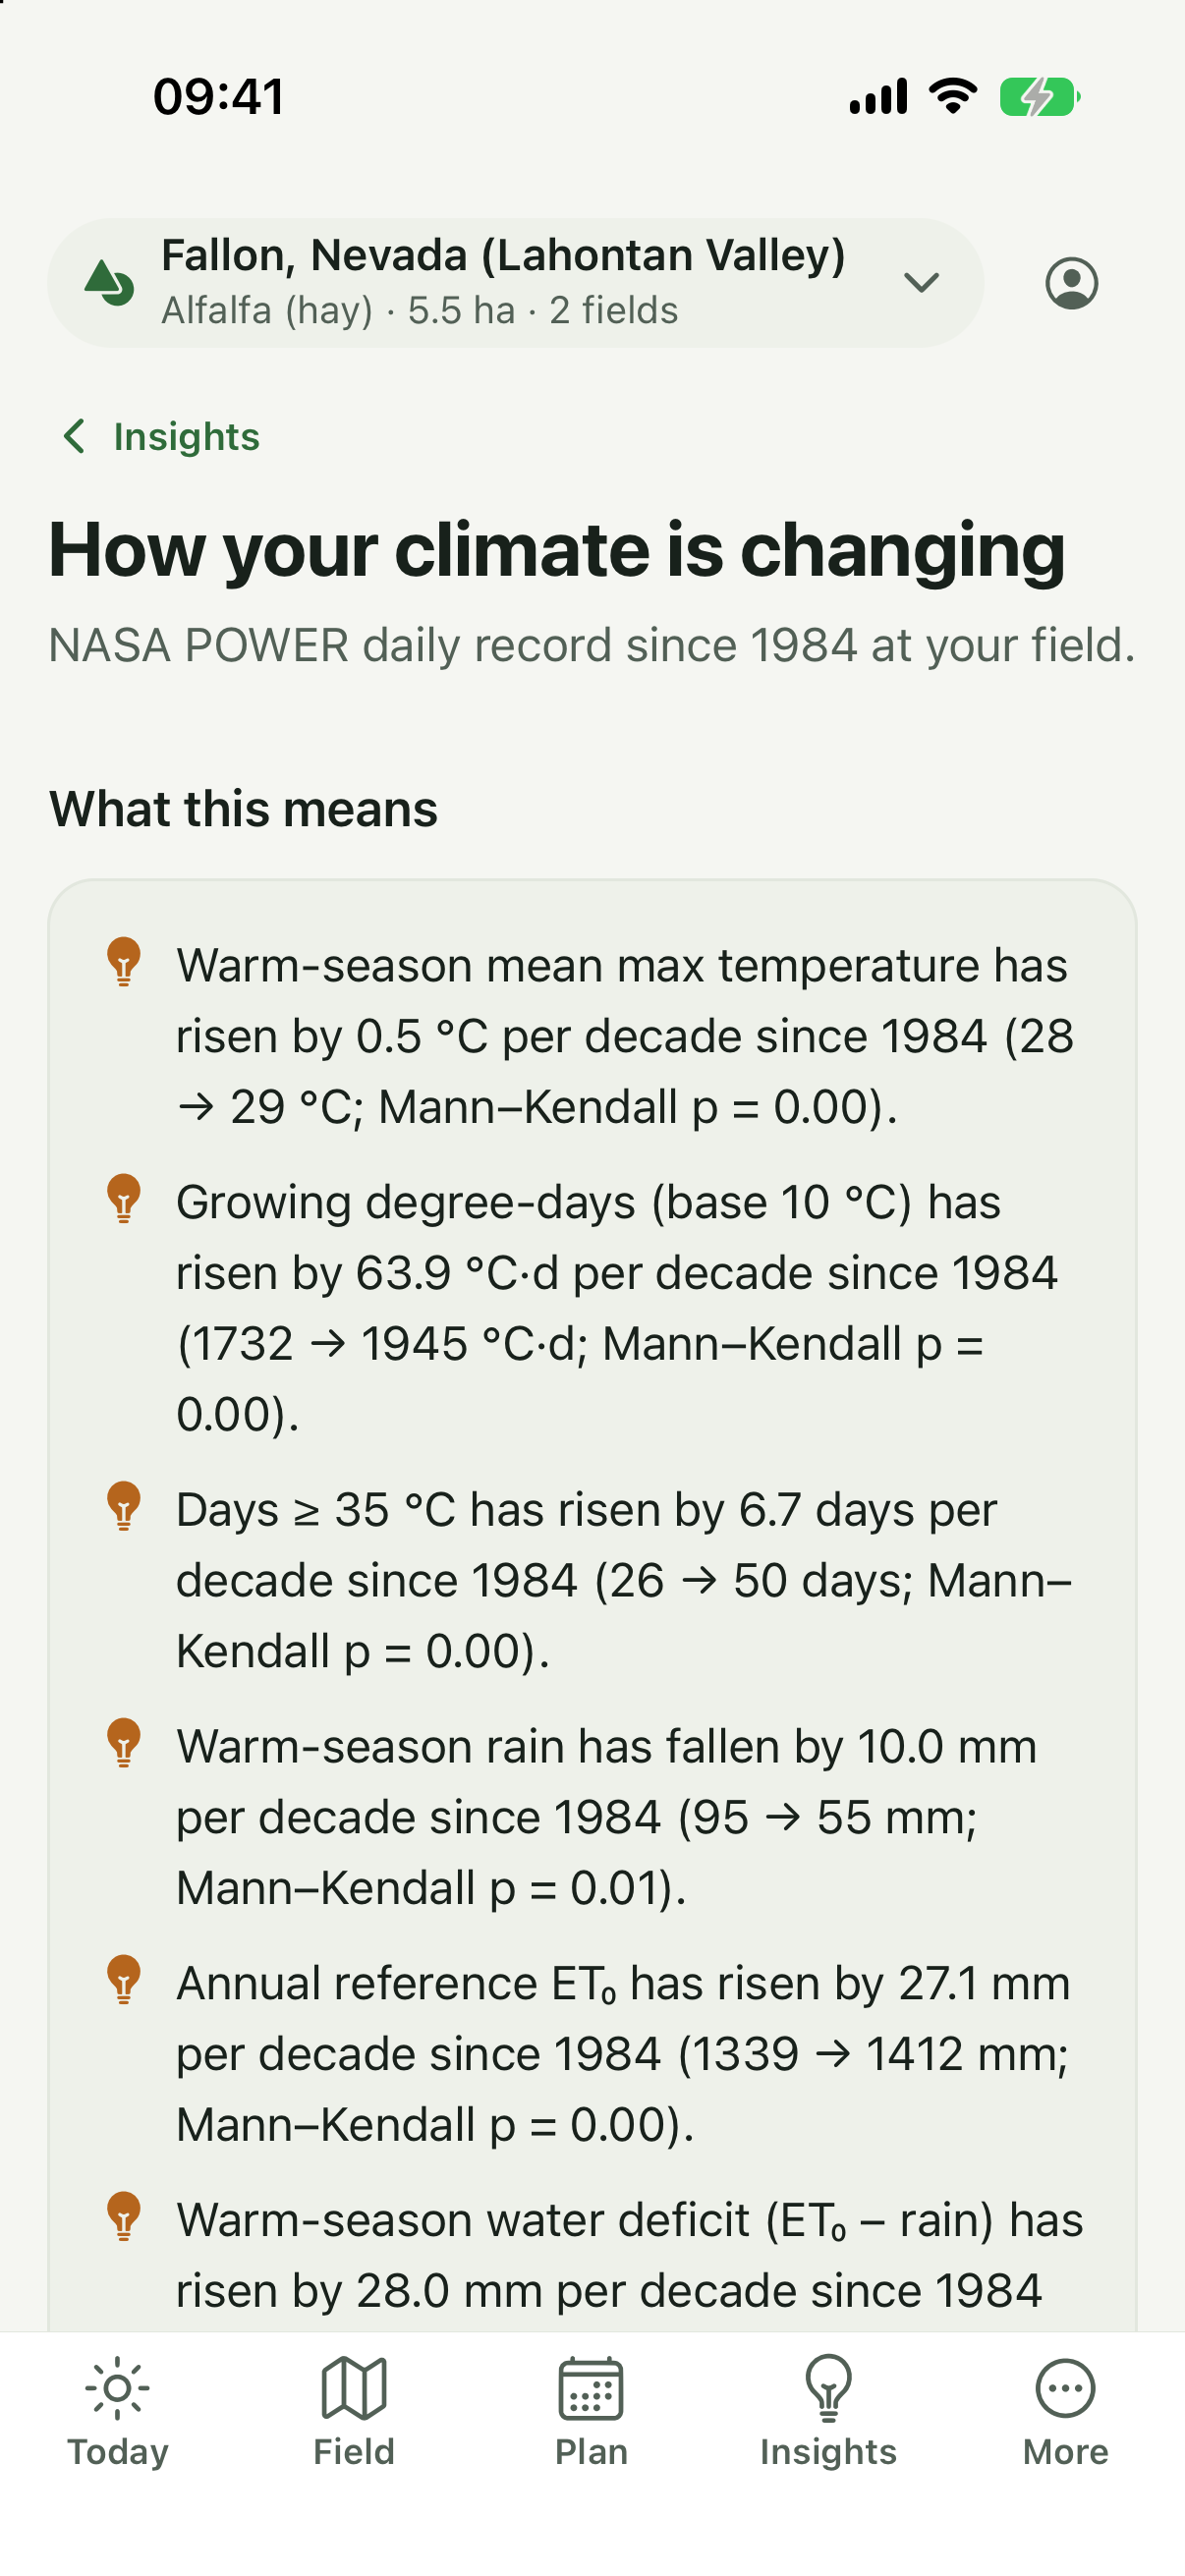 09:41
Fallon, Nevada (Lahontan Valley)
Alfalfa (hay) · 5.5 ha · 2 fields
Insights
How your climate is changing
NASA POWER daily record since 1984 at your field.
What this means
Warm-season mean max temperature has
risen by 0.5 °C per decade since 1984 (28
→ 29 °C; Mann–Kendall p = 0.00).
Growing degree-days (base 10 °C) has
risen by 63.9 °C·d per decade since 1984
(1732 → 1945 °C·d; Mann–Kendall p =
0.00).
Days ≥ 35 °C has risen by 6.7 days per
decade since 1984 (26 → 50 days; Mann–
Kendall p = 0.00).
Warm-season rain has fallen by 10.0 mm
per decade since 1984 (95 → 55 mm;
Mann–Kendall p = 0.01).
Annual reference ET₀ has risen by 27.1 mm
per decade since 1984 (1339 → 1412 mm;
Mann–Kendall p = 0.00).
Warm-season water deficit (ET₀ – rain) has
risen by 28.0 mm per decade since 1984
Today
Field
Plan
Insights
More